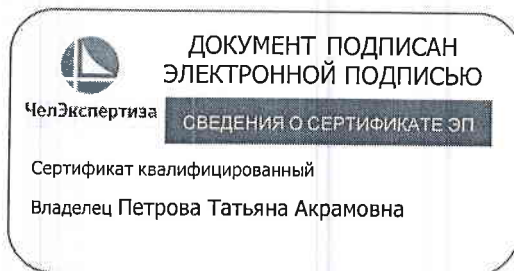 ДОКУМЕНТ ПОДПИСАН
ЭЛЕКТРОННОЙ ПОДПИСЬЮ
ЧелЭкспертиза
СВЕДЕНИЯ О СЕРТИФИКАТЕ ЭП
Сертификат квалифицированный
Владелец Петрова Татьяна Акрамовна